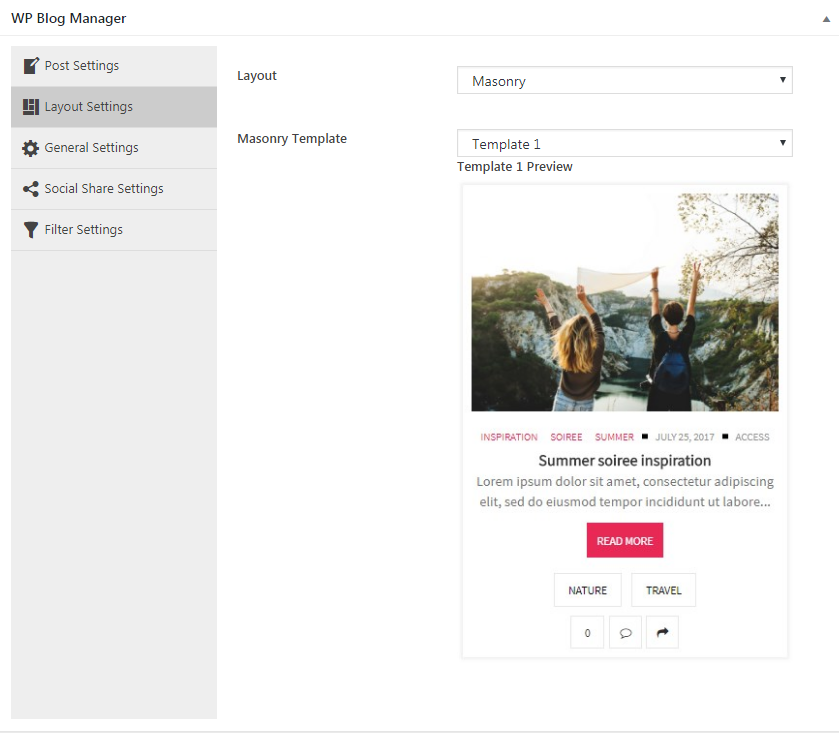 WP Blog Manager
Post Settings
Layout Settings
General Settings
Social Share Settings
Filter Settings
Layout
Masonry
Masonry Template
Template 1
Template 1 Preview
INSPIRATION SOIREE SUMMER ■ JULY 25, 2017 ■ ACCESS
Summer soiree inspiration
Lorem ipsum dolor sit amet, consectetur adipiscing
elit, sed do eiusmod tempor incididunt ut labore...
READ MORE
NATURE TRAVEL
0